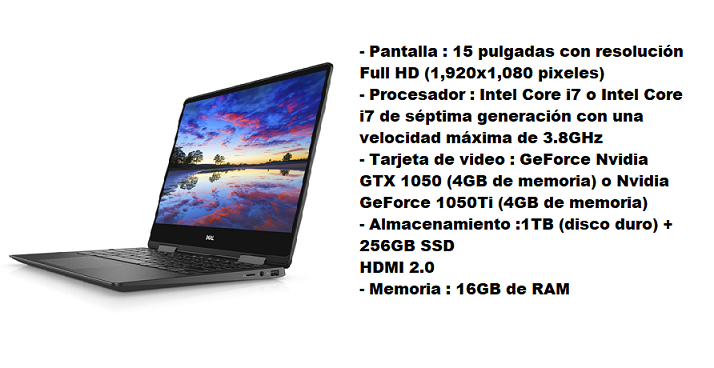 - Pantalla : 15 pulgadas con resolución
Full HD (1,920x1,080 pixeles)
- Procesador : Intel Core i7 o Intel Core
i7 de séptima generación con una
velocidad máxima de 3.8GHz
- Tarjeta de video : GeForce Nvidia
GTX 1050 (4GB de memoria) o Nvidia
GeForce 1050Ti (4GB de memoria)
- Almacenamiento :1TB (disco duro) +
256GB SSD
HDMI 2.0
- Memoria : 16GB de RAM
DELL